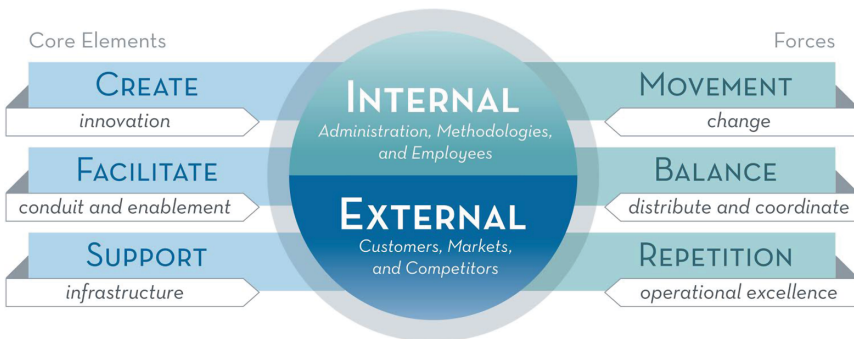 Core Elements
Forces
CREATE
innovation
FACILITATE
conduit and enablement
SUPPORT
infrastructure
INTERNAL
Administration, Methodologies,
and Employees
EXTERNAL
Customers, Markets,
and Competitors
MOVEMENT
change
BALANCE
distribute and coordinate
REPETITION
operational excellence